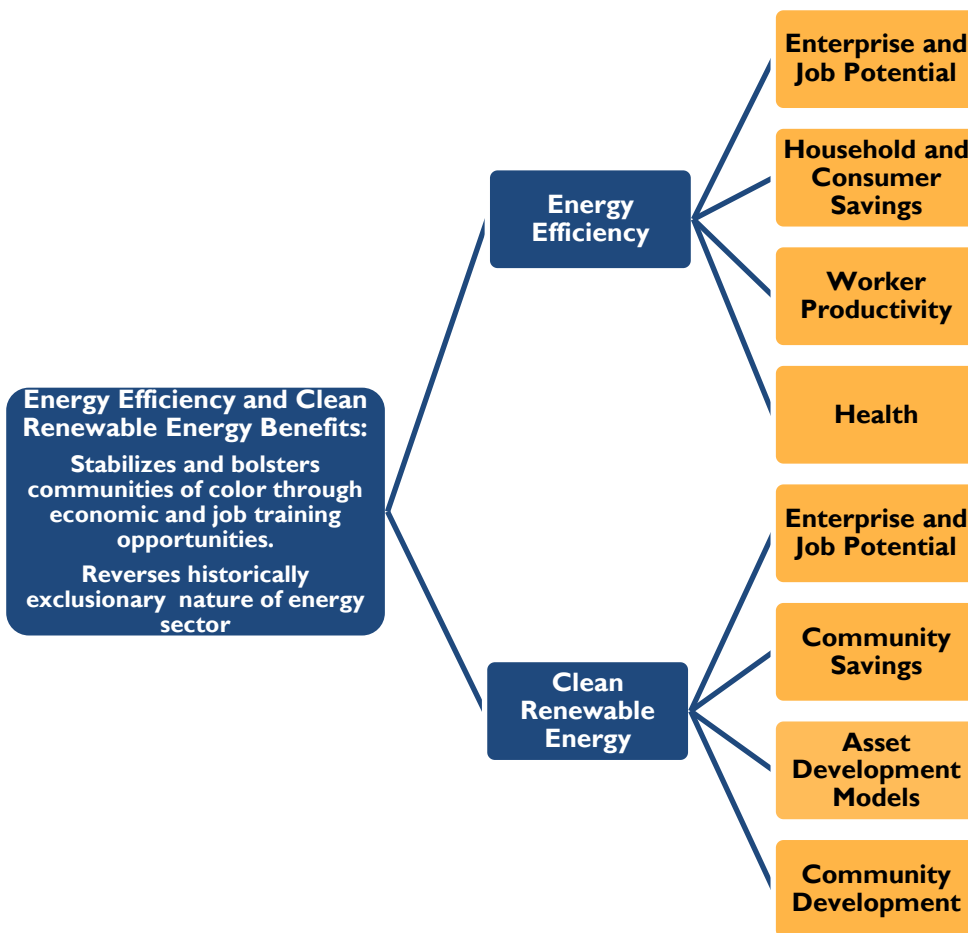 Energy Efficiency and Clean
Renewable Energy Benefits:
Stabilizes and bolsters
communities of color through
economic and job training
opportunities.
Reverses historically
exclusionary  nature of energy
sector
Energy
Efficiency
Enterprise and
Job Potential
Household and
Consumer
Savings
Worker
Productivity
Health
Clean
Renewable
Energy
Enterprise and
Job Potential
Community
Savings
Asset
Development
Models
Community
Development